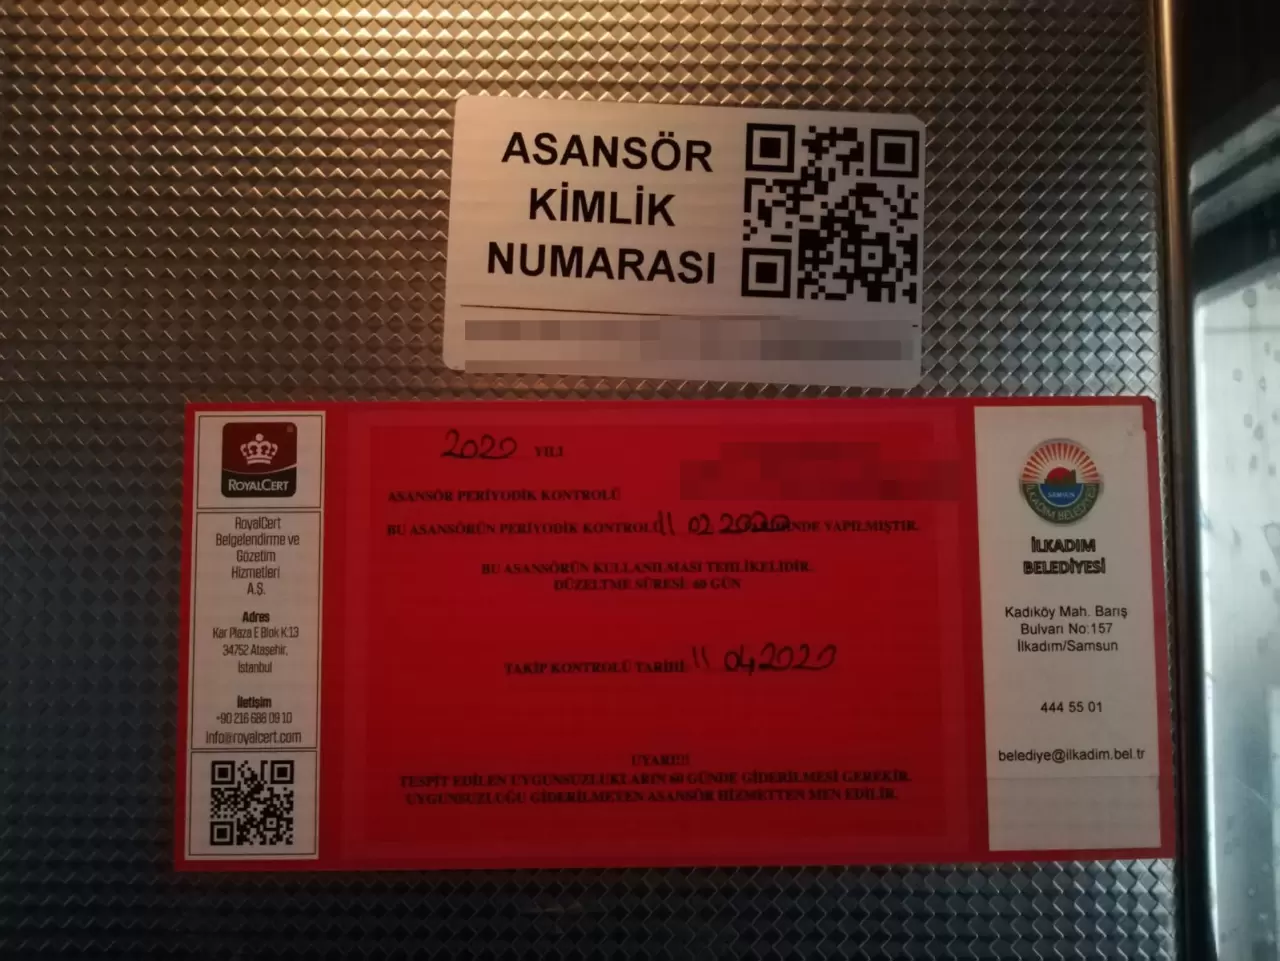 ASANSÖR
KİMLİK
NUMARASI
ROYALCERT
RoyalCert
Belgelendirme ve
Gözetim
Hizmetleri
A.Ş.
Adres
Kar Plaza E Blok K:13
34752 Ataşehir,
İstanbul
İletişim
+90 216 688 09 10
info@royalcert.com
2020 YILI
ASANSÖR PERİYODİK KONTROLÜ
BU ASANSÖRÜN PERİYODİK KONTROLÜ 11 02 2020 TARİHİNDE YAPILMIŞTIR.
BU ASANSÖRÜN KULLANILMASI TEHLİKELİDİR.
DÜZELTME SÜRESİ: 60 GÜN
TAKİP KONTROLÜ TARİHİ: 11 04 2020
UYARI!!!
TESPİT EDİLEN UYGUNSUZLUKLARIN 60 GÜNDE GİDERİLMESİ GEREKİR.
UYGUNSUZLUĞU GİDERİLMEYEN ASANSÖR HİZMETTEN MEN EDİLİR.
SAMSUN
İLKADIM BELEDİYESİ
İLKADIM
BELEDİYESİ
Kadıköy Mah. Barış
Bulvarı No:157
İlkadım/Samsun
444 55 01
belediye@ilkadim.bel.tr